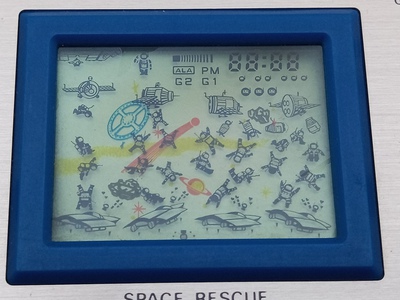 ALA PM 88:88
G2 G1
SPACE RESCUE